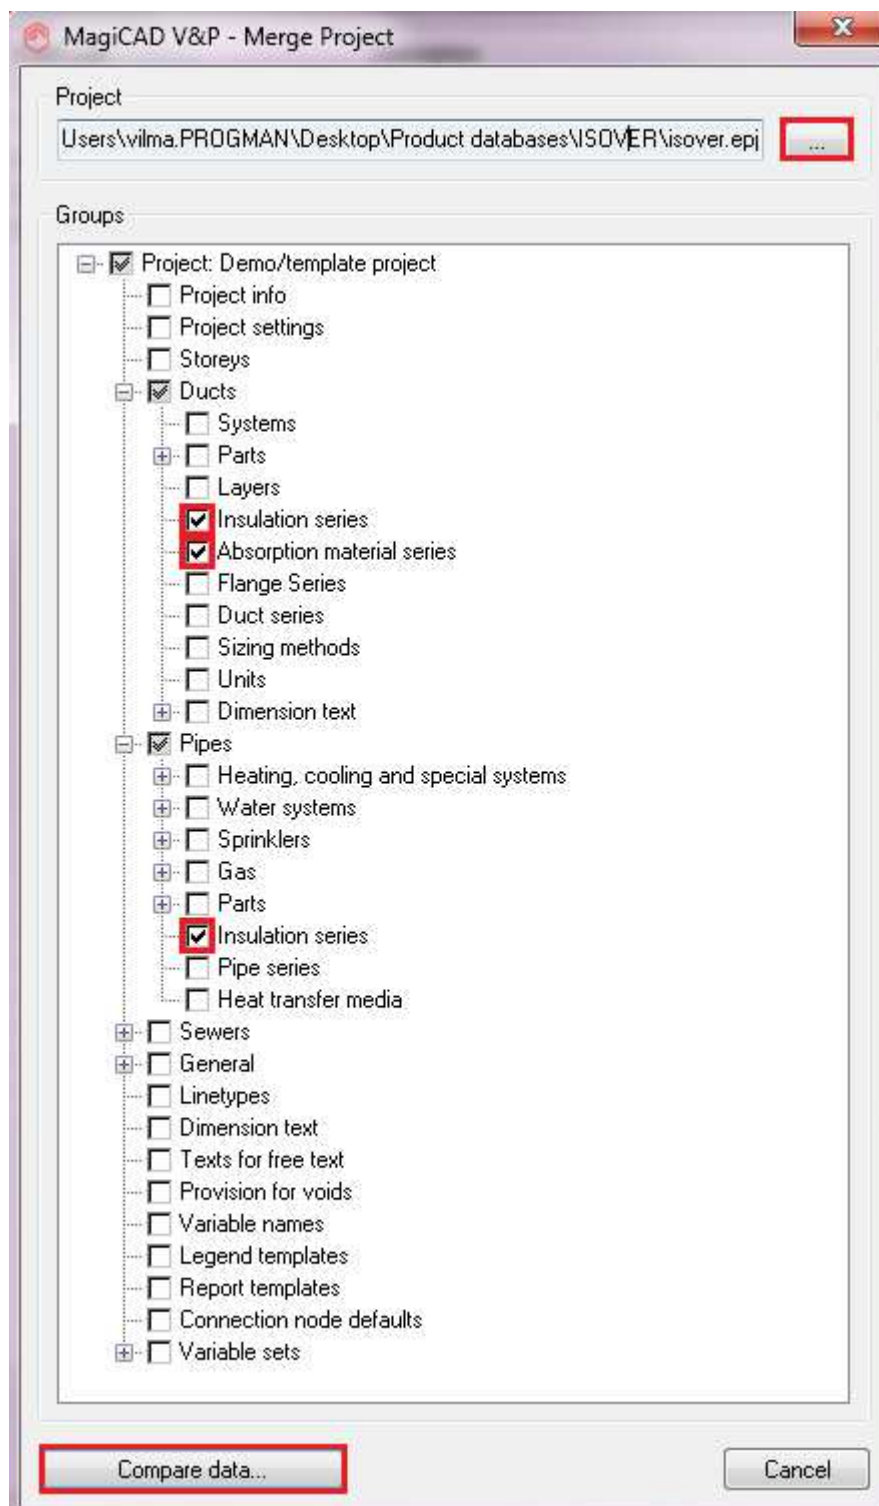 MagiCAD V&P - Merge Project
Project
Users\vilma.PROGMAN\Desktop\Product databases\ISOVER\isover.epj
...
Groups
Project: Demo/template project
Project info
Project settings
Storeys
Ducts
Systems
Parts
Layers
Insulation series
Absorption material series
Flange Series
Duct series
Sizing methods
Units
Dimension text
Pipes
Heating, cooling and special systems
Water systems
Sprinklers
Gas
Parts
Insulation series
Pipe series
Heat transfer media
Sewers
General
Linetypes
Dimension text
Texts for free text
Provision for voids
Variable names
Legend templates
Report templates
Connection node defaults
Variable sets
Compare data... Cancel